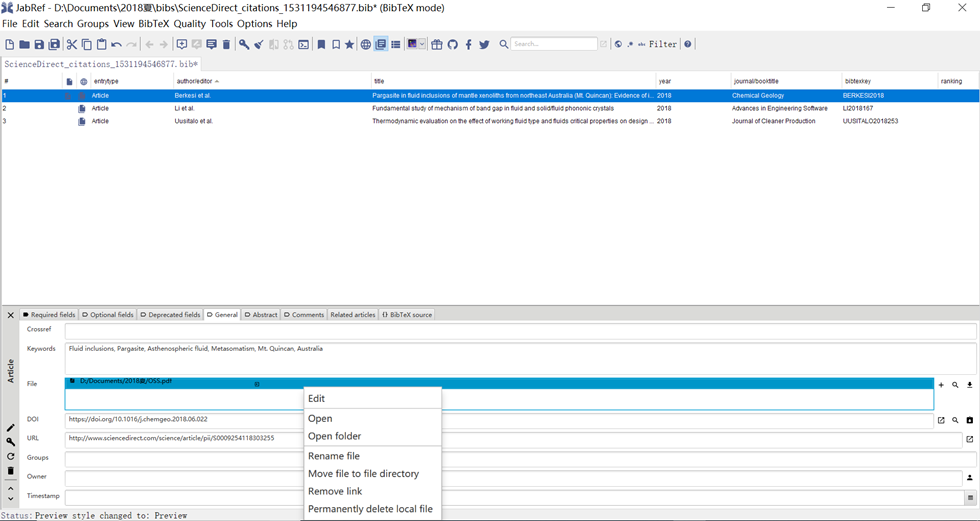 JabRef - D:\Documents\2018夏\bibs\ScienceDirect_citations_1531194546877.bib* (BibTeX mode)
File Edit Search Groups View BibTeX Quality Tools Options Help
Search... Filter
ScienceDirect_citations_1531194546877.bib*
# entrytype author/editor title year journal/booktitle bibtexkey ranking
1 Article Berkesi et al. Pargasite in fluid inclusions of mantle xenoliths from northeast Australia (Mt. Quincan): Evidence of i... 2018 Chemical Geology BERKESI2018
2 Article Li et al. Fundamental study of mechanism of band gap in fluid and solid/fluid phononic crystals 2018 Advances in Engineering Software LI2018167
3 Article Uusitalo et al. Thermodynamic evaluation on the effect of working fluid type and fluids critical properties on design ... 2018 Journal of Cleaner Production UUSITALO2018253
Required fields Optional fields Deprecated fields General Abstract Comments Related articles {} BibTeX source
Article
Crossref
Keywords Fluid inclusions, Pargasite, Asthenospheric fluid, Metasomatism, Mt. Quincan, Australia
File D:/Documents/2018夏/OSS.pdf
Edit
DOI https://doi.org/10.1016/j.chemgeo.2018.06.022
Open
URL http://www.sciencedirect.com/science/article/pii/S0009254118303255
Open folder
Groups
Rename file
Owner
Move file to file directory
Timestamp
Remove link
Permanently delete local file
Status: Preview style changed to: Preview